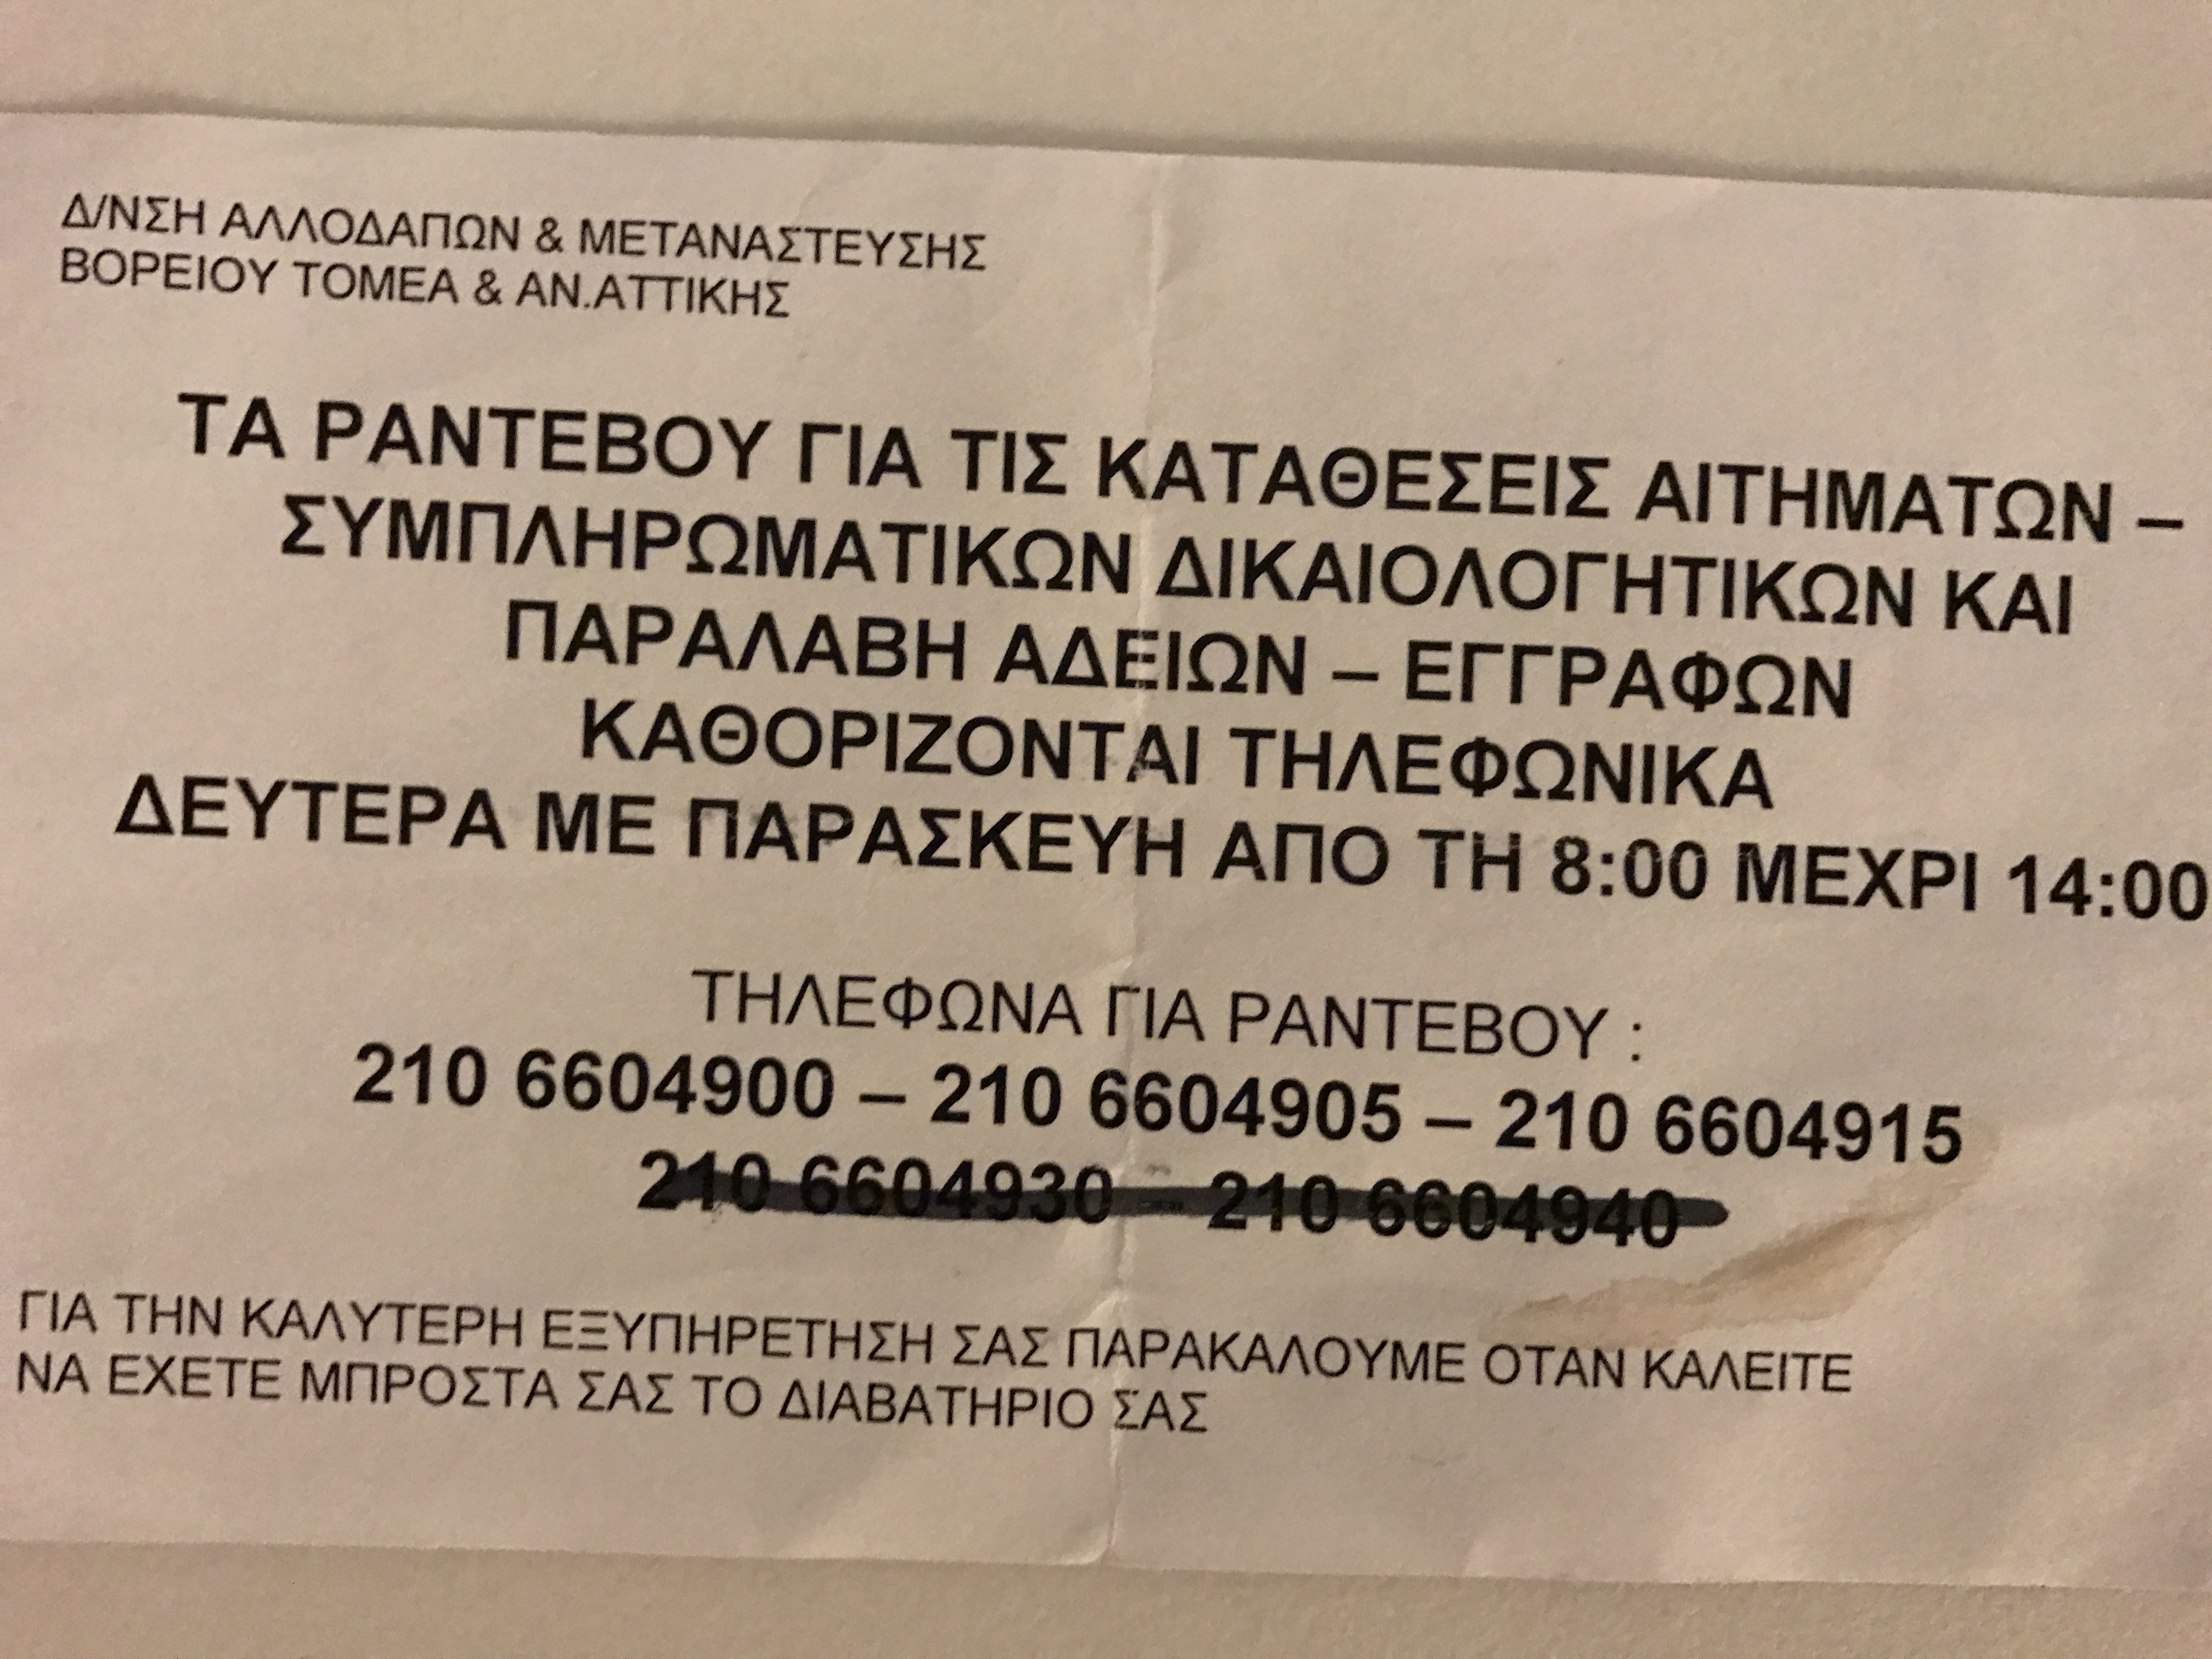 Δ/ΝΣΗ ΑΛΛΟΔΑΠΩΝ & ΜΕΤΑΝΑΣΤΕΥΣΗΣ
ΒΟΡΕΙΟΥ ΤΟΜΕΑ & ΑΝ.ΑΤΤΙΚΗΣ
ΤΑ ΡΑΝΤΕΒΟΥ ΓΙΑ ΤΙΣ ΚΑΤΑΘΕΣΕΙΣ ΑΙΤΗΜΑΤΩΝ –
ΣΥΜΠΛΗΡΩΜΑΤΙΚΩΝ ΔΙΚΑΙΟΛΟΓΗΤΙΚΩΝ ΚΑΙ
ΠΑΡΑΛΑΒΗ ΑΔΕΙΩΝ – ΕΓΓΡΑΦΩΝ
ΚΑΘΟΡΙΖΟΝΤΑΙ ΤΗΛΕΦΩΝΙΚΑ
ΔΕΥΤΕΡΑ ΜΕ ΠΑΡΑΣΚΕΥΗ ΑΠΟ ΤΗ 8:00 ΜΕΧΡΙ 14:00
ΤΗΛΕΦΩΝΑ ΓΙΑ ΡΑΝΤΕΒΟΥ :
210 6604900 – 210 6604905 – 210 6604915
210 6604930 – 210 6604940
ΓΙΑ ΤΗΝ ΚΑΛΥΤΕΡΗ ΕΞΥΠΗΡΕΤΗΣΗ ΣΑΣ ΠΑΡΑΚΑΛΟΥΜΕ ΟΤΑΝ ΚΑΛΕΙΤΕ
ΝΑ ΕΧΕΤΕ ΜΠΡΟΣΤΑ ΣΑΣ ΤΟ ΔΙΑΒΑΤΗΡΙΟ ΣΑΣ